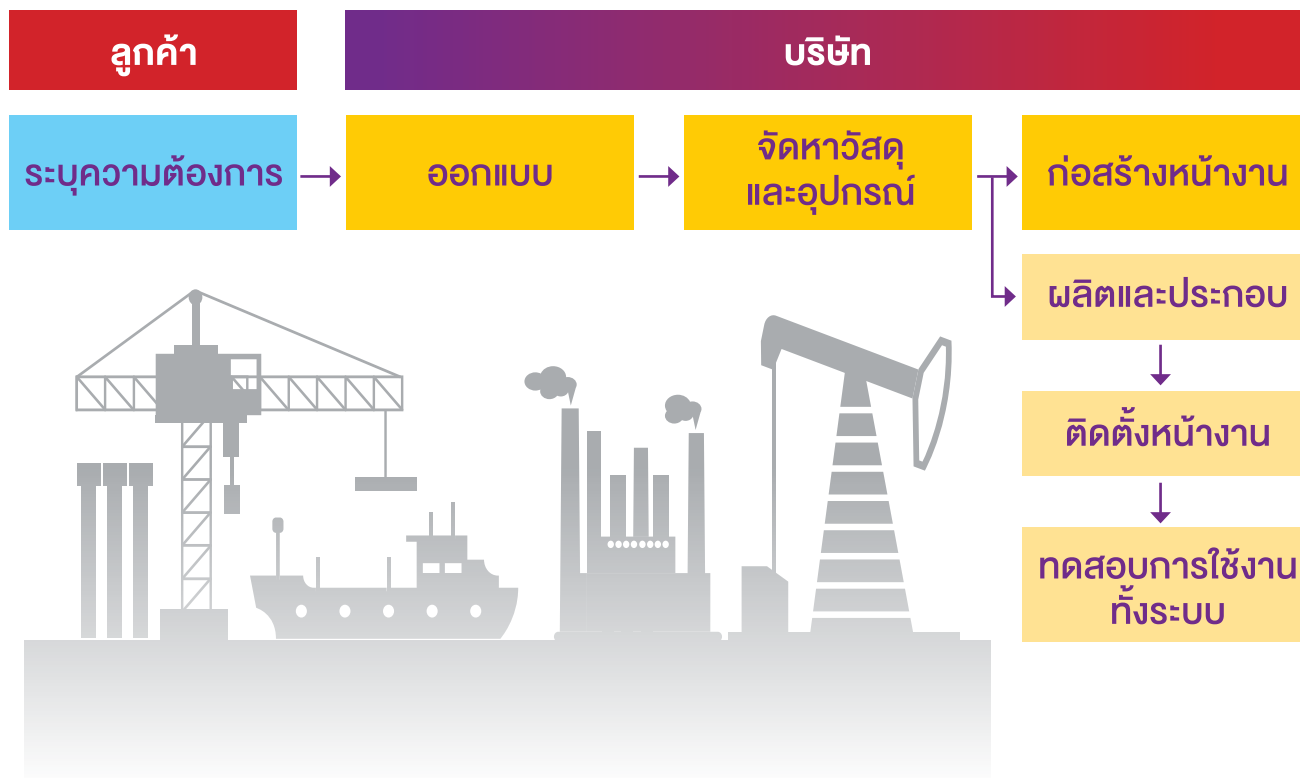 ลูกค้า
บริษัท
ระบุความต้องการ
ออกแบบ
จัดหาวัสดุ
และอุปกรณ์
ก่อสร้างหน้างาน
ผลิตและประกอบ
ติดตั้งหน้างาน
ทดสอบการใช้งาน
ทั้งระบบ